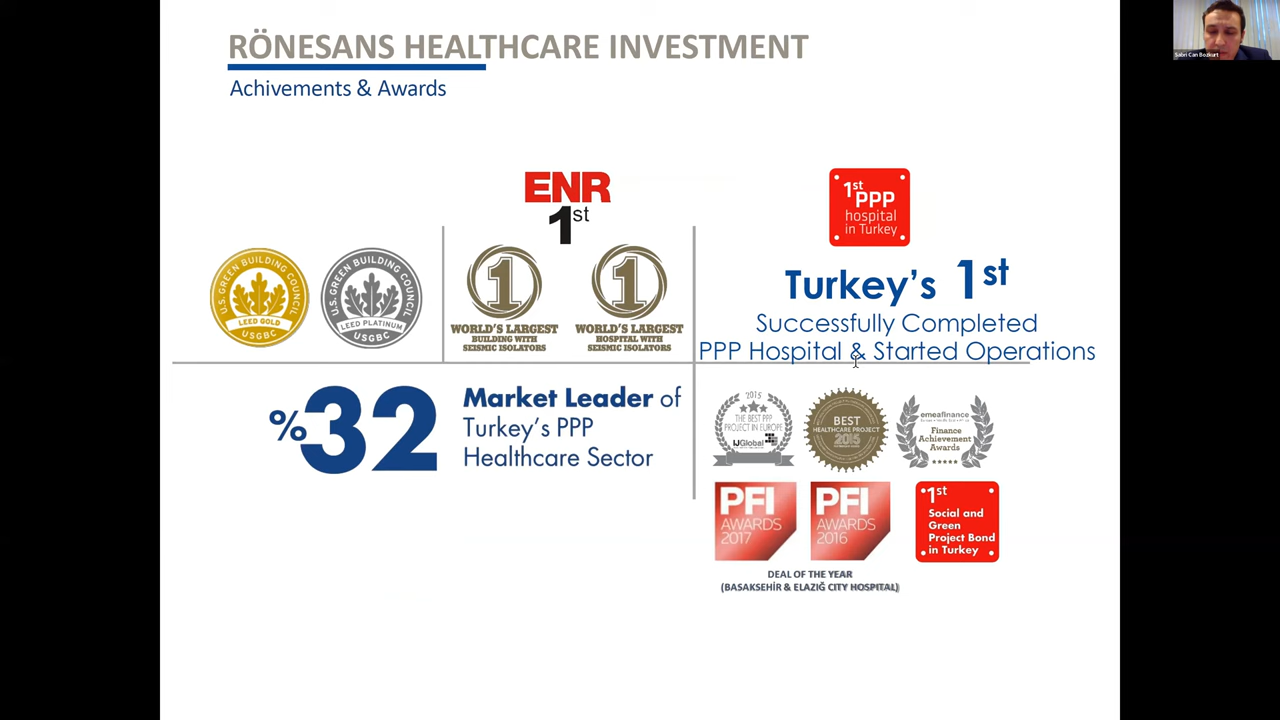 RÖNESANS HEALTHCARE INVESTMENT
Achivements & Awards
Sabri Can Bozkurt
ENR
1st
U.S. GREEN BUILDING COUNCIL
LEED GOLD
USGBC
U.S. GREEN BUILDING COUNCIL
LEED PLATINUM
USGBC
1
WORLD'S LARGEST
BUILDING WITH
SEISMIC ISOLATORS
1
WORLD'S LARGEST
HOSPITAL WITH
SEISMIC ISOLATORS
1st
PPP
hospital
in Turkey
Turkey's 1st
Successfully Completed
PPP Hospital & Started Operations
%32
Market Leader of
Turkey's PPP
Healthcare Sector
2015
THE BEST PPP
PROJECT IN EUROPE
IJGlobal
BEST
HEALTHCARE PROJECT
2015
emeafinance
Finance
Achievement
Awards
PFI
AWARDS
2017
PFI
AWARDS
2016
1st
Social and
Green
Project Bond
in Turkey
DEAL OF THE YEAR
(BASAKSEHİR & ELAZIĞ CITY HOSPITAL)